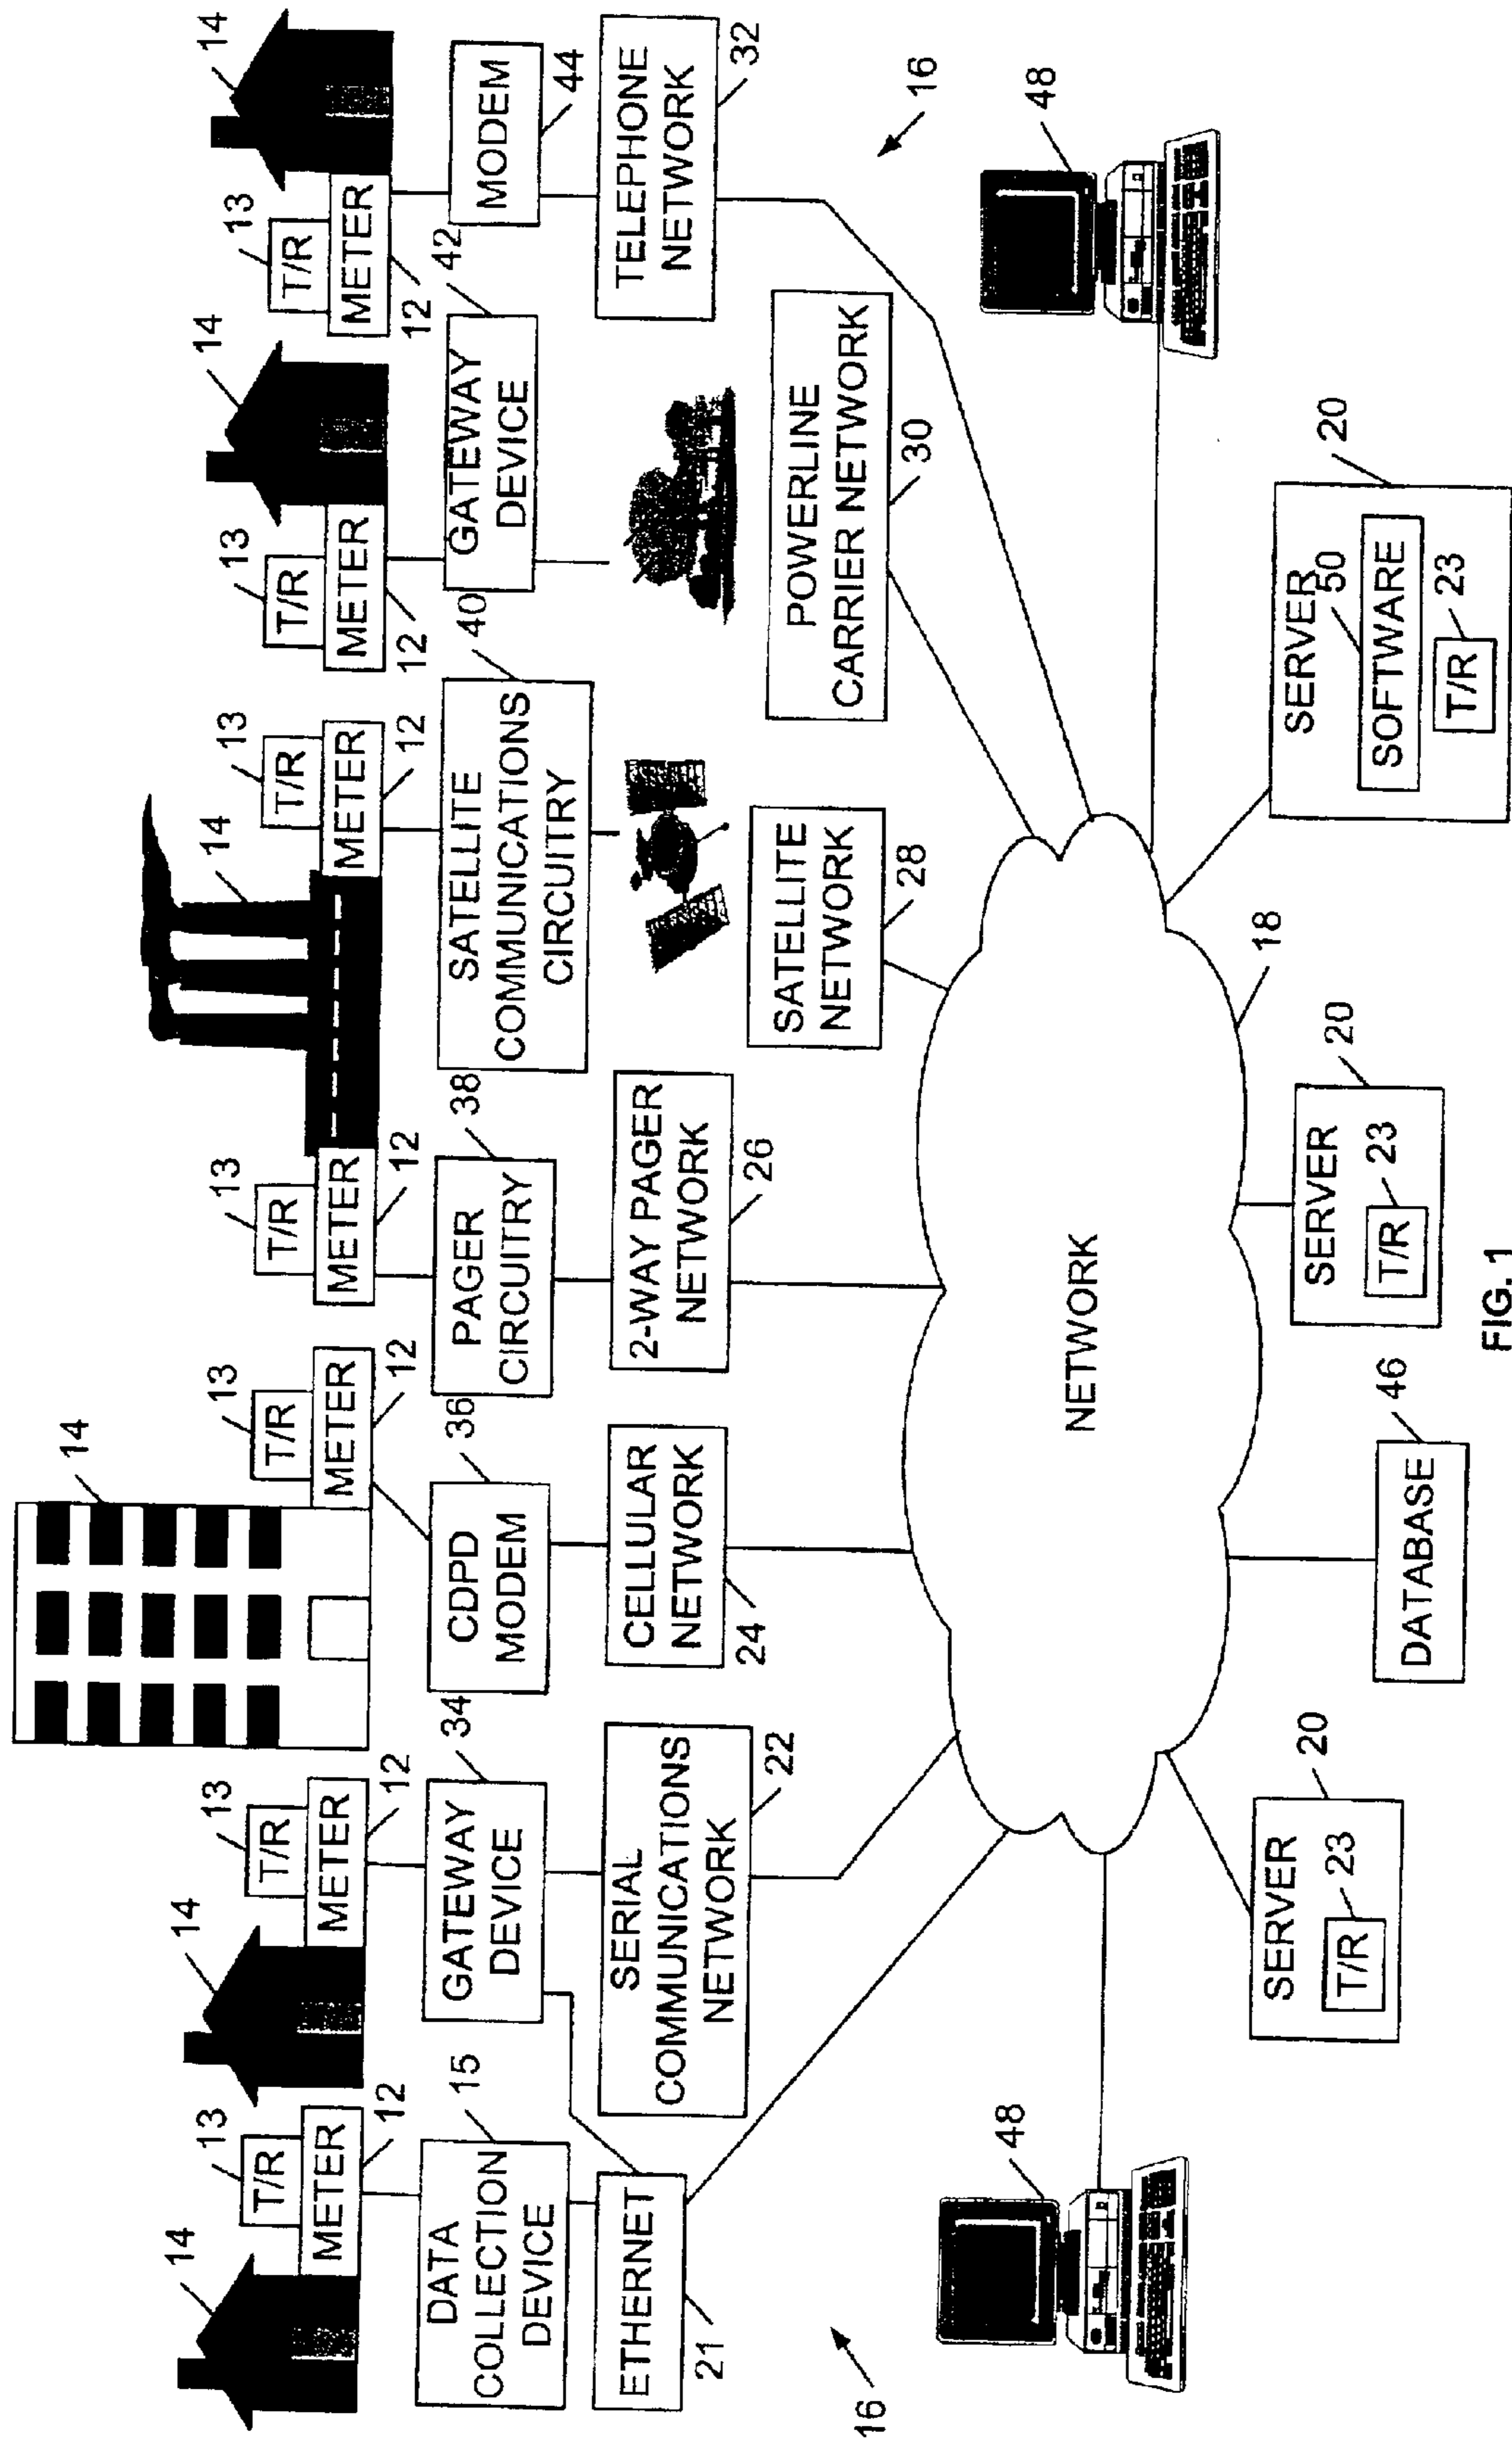 14
14
14
14
14
14
13
13
13
13
13
13
13
T/R
T/R
T/R
T/R
T/R
T/R
T/R
METER
METER
METER
METER
METER
METER
METER
12
12
12
12
12
12
12
15
34
36
38
40
42
DATA
COLLECTION
DEVICE
GATEWAY
DEVICE
CDPD
MODEM
PAGER
CIRCUITRY
SATELLITE
COMMUNICATIONS
CIRCUITRY
GATEWAY
DEVICE
MODEM
44
ETHERNET
21
SERIAL
COMMUNICATIONS
NETWORK
22
CELLULAR
NETWORK
24
2-WAY PAGER
NETWORK
26
SATELLITE
NETWORK
28
POWERLINE
CARRIER NETWORK
30
TELEPHONE
NETWORK
32
16
16
48
48
NETWORK
18
SERVER
T/R
23
20
DATABASE
46
SERVER
T/R
23
20
SERVER
50
SOFTWARE
T/R
23
20
FIG. 1